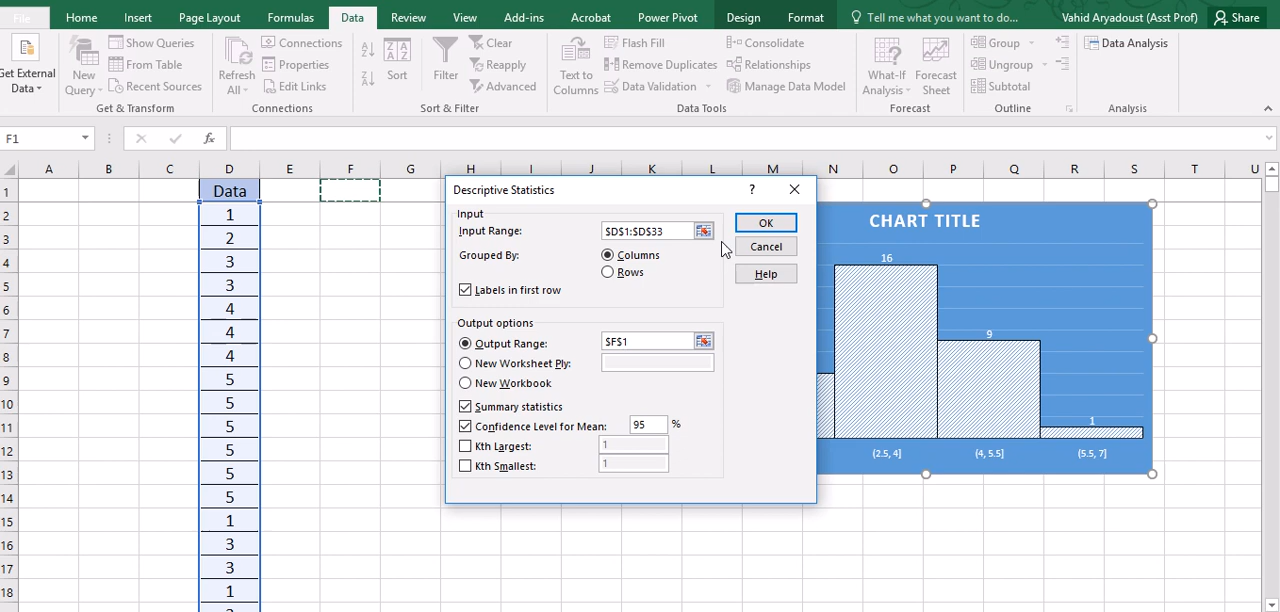 File Home Insert Page Layout Formulas Data Review View Add-ins Acrobat Power Pivot Design Format Tell me what you want to do... Vahid Aryadoust (Asst Prof) Share
Show Queries Connections Clear Flash Fill Consolidate Group Data Analysis
From Table Properties Reapply Remove Duplicates Relationships Ungroup
Recent Sources Edit Links Advanced Data Validation Manage Data Model Subtotal
Get External Data
New Query
Refresh All
Sort
Filter
Text to Columns
What-If Analysis
Forecast Sheet
Get & Transform Connections Sort & Filter Data Tools Forecast Outline Analysis
F1 fx
A B C D E F G H I J K L M N O P Q R S T U
1 Data
2 1
3 2
4 3
5 3
6 4
7 4
8 4
9 5
10 5
11 5
12 5
13 5
14 5
15 1
16 3
17 3
18 1
Descriptive Statistics ?
Input
Input Range: $D$1:$D$33 OK
Grouped By: Columns Cancel
Rows Help
Labels in first row
Output options
Output Range: $F$1
New Worksheet Ply:
New Workbook
Summary statistics
Confidence Level for Mean: 95 %
Kth Largest: 1
Kth Smallest: 1
CHART TITLE
16
9
1
(2.5, 4] (4, 5.5] (5.5, 7]